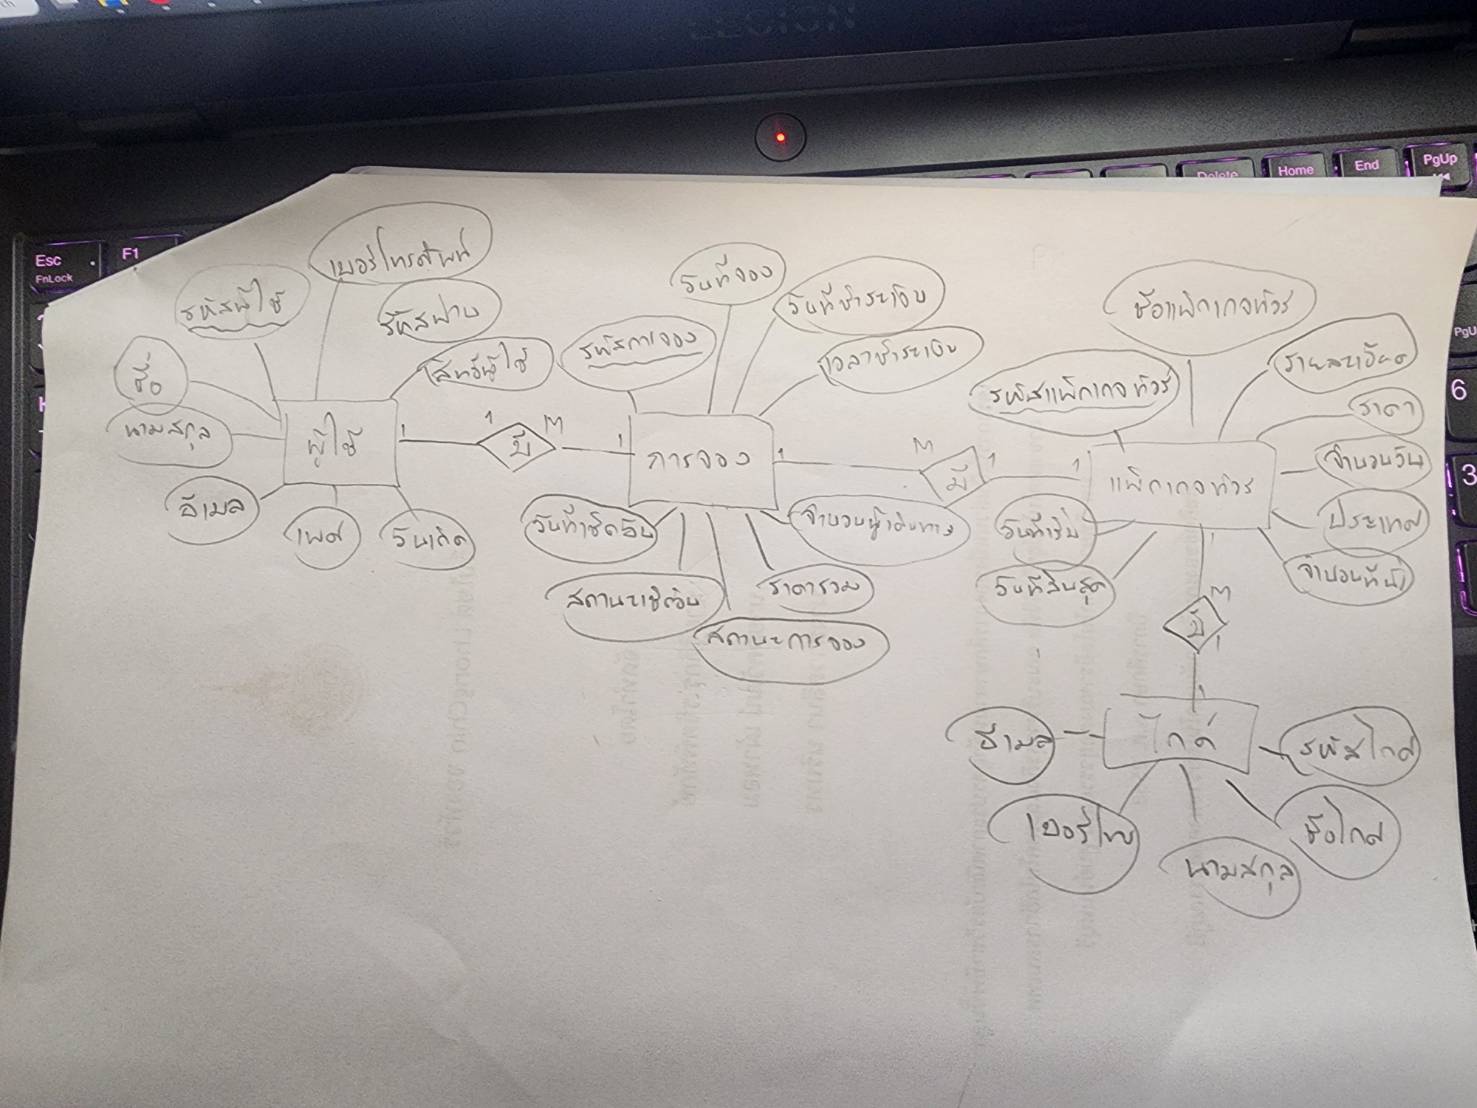 LEGION
Delete
Home
End
PgUp
Esc
FnLock
F1
PgU
6
3
เบอร์โทรศัพท์
รหัสผู้ใช้
รหัสผ่าน
สิทธิผู้ใช้
ชื่อ
นามสกุล
อีเมล
เพศ
วันเกิด
ผู้ใช้
1
1
มี
M
1
วันที่จอง
วันที่ชำระเงิน
รหัสการจอง
เวลาชำระเงิน
การจอง
1
วันที่เช็คอิน
จำนวนผู้เดินทาง
สถานะเช็คอิน
ราคารวม
สถานะการจอง
M
มี
1
1
ชื่อแพ็กเกจทัวร์
รหัสแพ็กเกจทัวร์
รายละเอียด
ราคา
จำนวนวัน
ประเทศ
จำนวนที่นั่ง
แพ็กเกจทัวร์
วันที่เริ่ม
วันที่สิ้นสุด
1
M
มี
1
1
ไกด์
อีเมล
รหัสไกด์
เบอร์โทร
ชื่อไกด์
นามสกุล